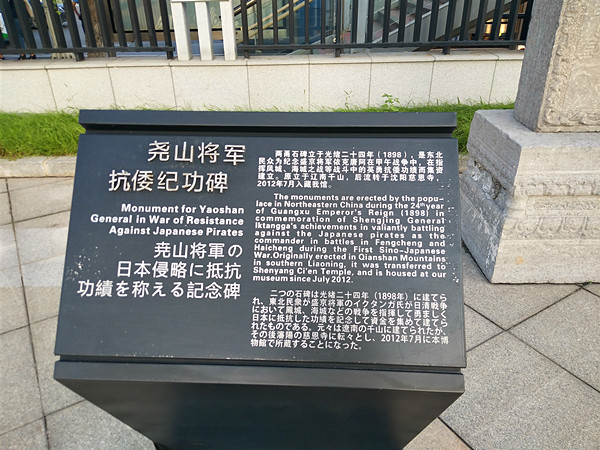 尧山将军
抗倭纪功碑
Monument for Yaoshan
General in War of Resistance
Against Japanese Pirates
尭山将軍の
日本侵略に抵抗
功績を称える記念碑
两甬石碑立于光绪二十四年（1898），是东北
民众为纪念盛京将军依克唐阿在甲午战争中，在指
挥凤城、海城之战等战斗中的英勇抗倭功绩而集资
建立。原立于辽南千山，后流转于沈阳慈恩寺，
2012年7月入藏我馆。
The monuments are erected by the popu-
lace in Northeastern China during the 24th year
of Guangxu Emperor's Reign (1898) in
commemoration of Shengjing General
Iktangga's achievements in valiantly battling
against the Japanese pirates as the
commander in battles in Fengcheng and
Haicheng during the First Sino-Japanese
War.Originally erected in Qianshan Mountains
in southern Liaoning, it was transferred to
Shenyang Ci'en Temple, and is housed at our
museum since July 2012.
二つの石碑は光绪二十四年（1898年）に建てら
れ、東北民衆が盛京将軍のイクタンガ氏が日清戦争
において鳳城、海城などの戦争を指揮して勇ましく
日本に抵抗した功績を記念して資金を集めて建てら
れたものである。元々は遼南の千山に建てられたが、
その後瀋陽の慈恩寺に転々とし、2012年7月に本博
物館で所蔵することになった。